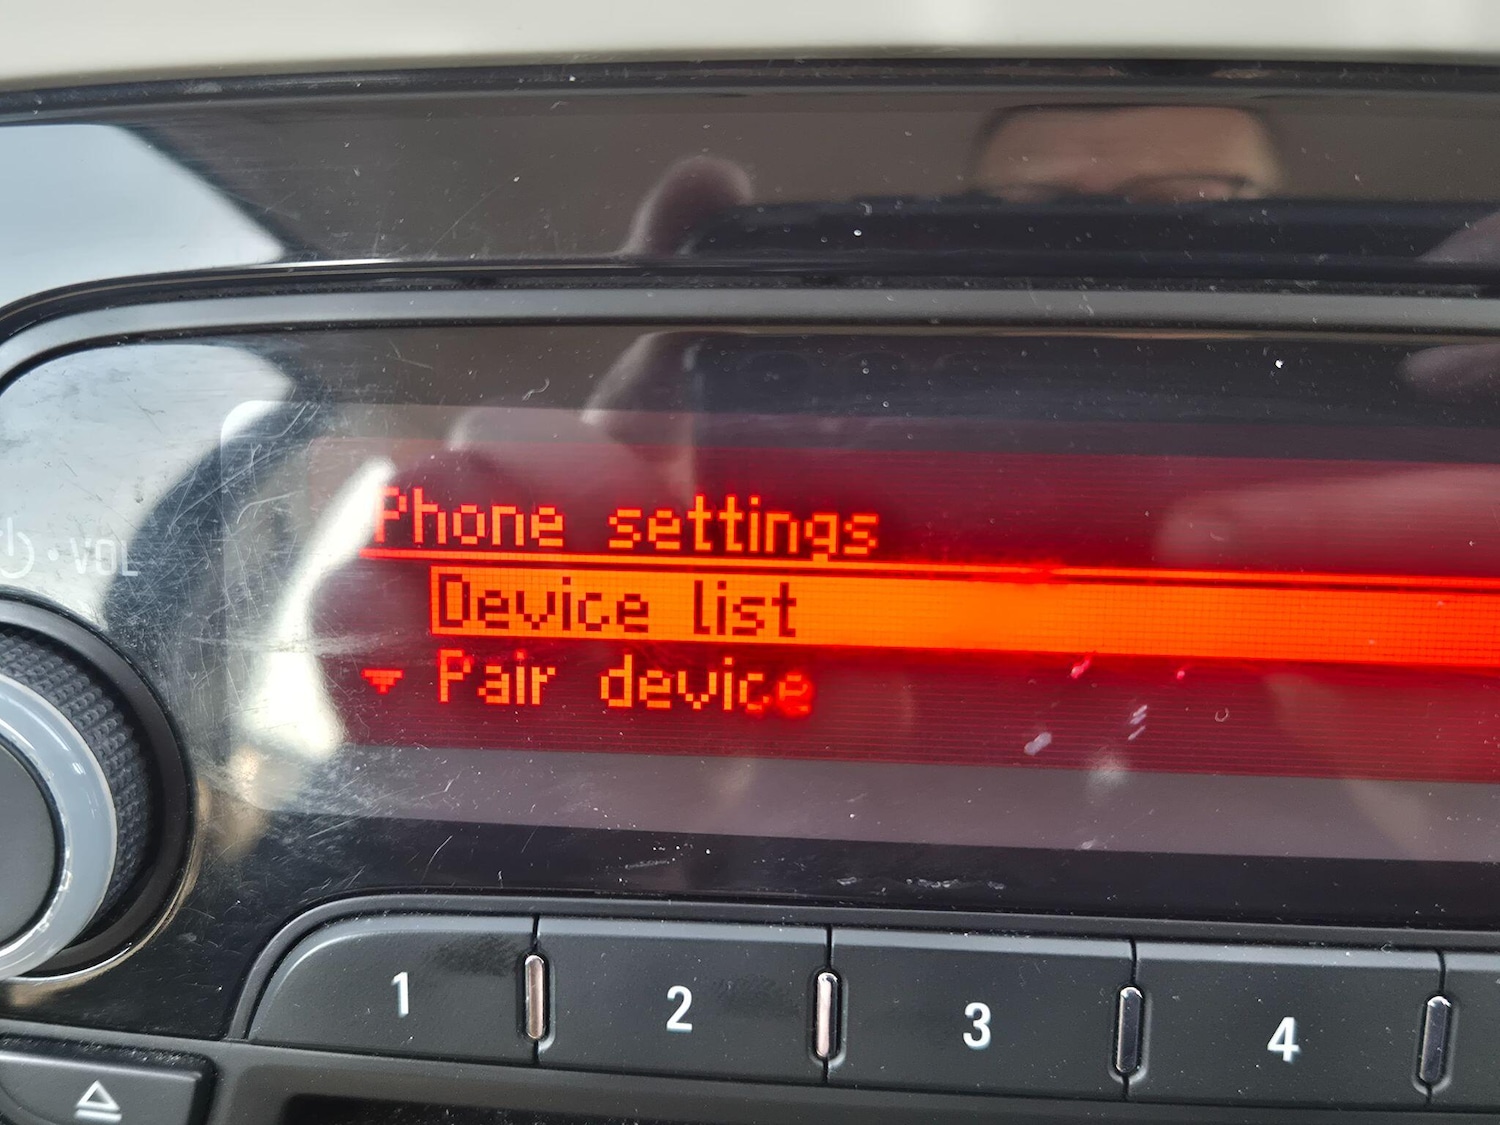 Phone settings
Device list
Pair device
VOL
1 2 3 4